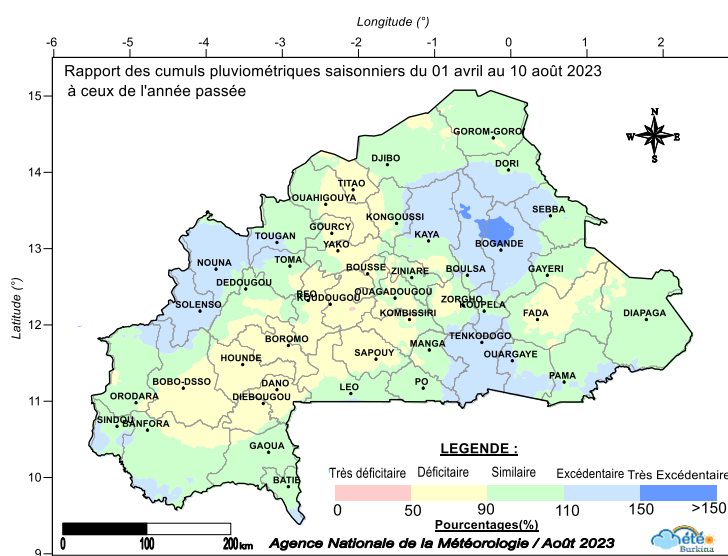 Longitude (°)
-6 -5 -4 -3 -2 -1 0 1 2
Rapport des cumuls pluviométriques saisonniers du 01 avril au 10 août 2023
à ceux de l'année passée
15
14
13
12
11
10
9
Latitude (°)
N
W E
S
GOROM-GORO
DJIBO
DORI
TITAO
OUAHIGOUYA
SEBBA
KONGOUSSI
GOURCY
TOUGAN
KAYA
YAKO
BOGANDE
TOMA
NOUNA
BOUSSE
ZINIARE
BOULSA
GAYERI
DEDOUGOU
REO
KOUDOUGOU
OUAGADOUGOU
ZORGHO
KOUPELA
SOLENSO
KOMBISSIRI
FADA
DIAPAGA
TENKODOGO
BOROMO
MANGA
SAPOUY
OUARGAYE
HOUNDE
PAMA
BOBO-DSSO
DANO
LEO
PO
ORODARA
DIEBOUGOU
SINDOU
BANFORA
GAOUA
BATIE
LEGENDE :
Très déficitaire Déficitaire Similaire Excédentaire Très Excédentaire
0 50 90 110 150 >150
Pourcentages(%)
0 100 200 km
Agence Nationale de la Météorologie / Août 2023
météo
Burkina